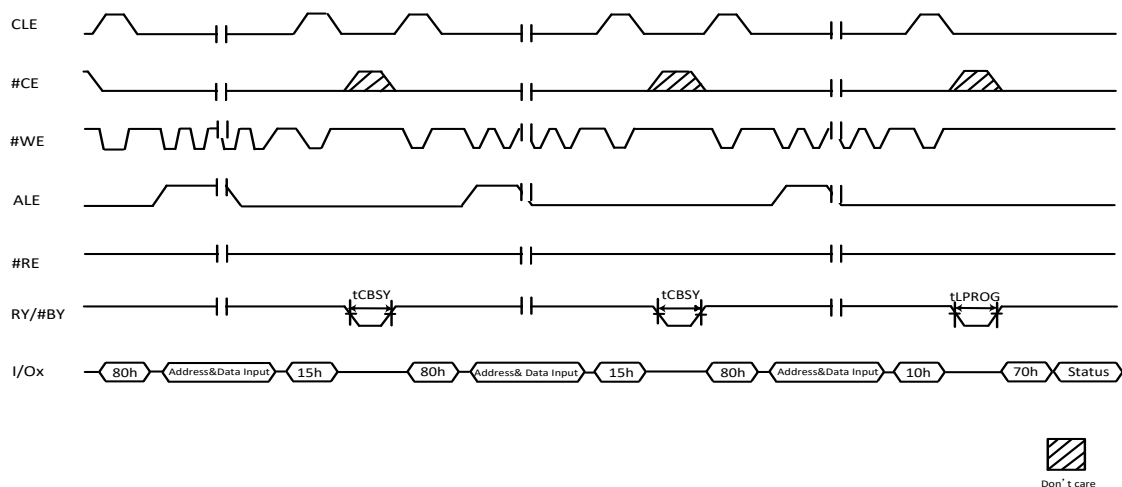 CLE
#CE
#WE
ALE
#RE
RY/#BY tCBSY tCBSY tLPROG
I/Ox 80h Address&Data Input 15h 80h Address& Data Input 15h 80h Address&Data Input 10h 70h Status
Don't care